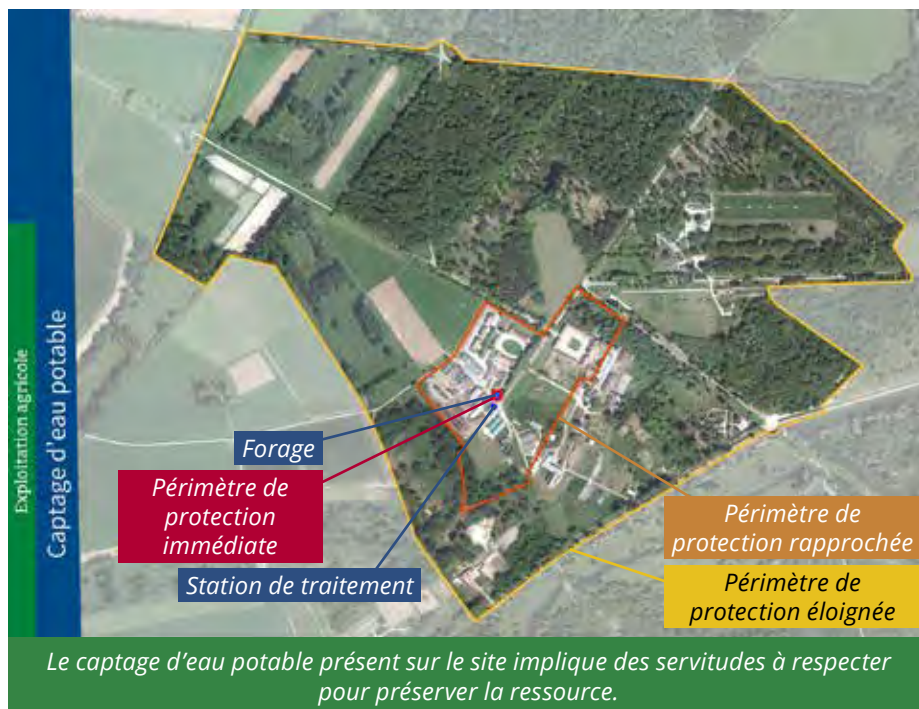 Exploitation agricole
Captage d'eau potable
Forage
Périmètre de
protection
immédiate
Station de traitement
Périmètre de
protection rapprochée
Périmètre de
protection éloignée
Le captage d'eau potable présent sur le site implique des servitudes à respecter
pour préserver la ressource.